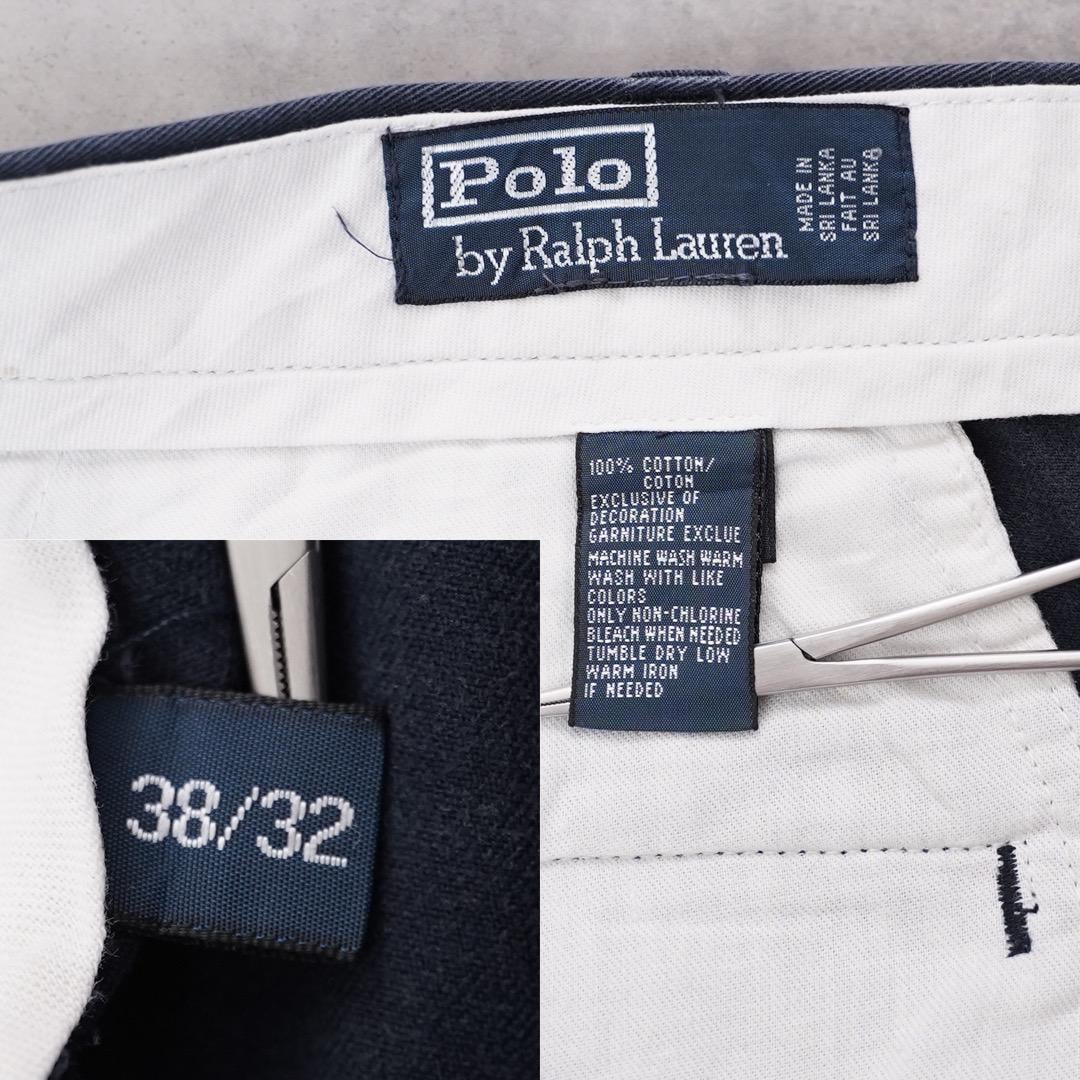 Polo
by Ralph Lauren
MADE IN
SRI LANKA
FAIT AU
SRI LANKA
100% COTTON/
COTON
EXCLUSIVE OF
DECORATION
GARNITURE EXCLUE
MACHINE WASH WARM
WASH WITH LIKE
COLORS
ONLY NON-CHLORINE
BLEACH WHEN NEEDED
TUMBLE DRY LOW
WARM IRON
IF NEEDED
38/32